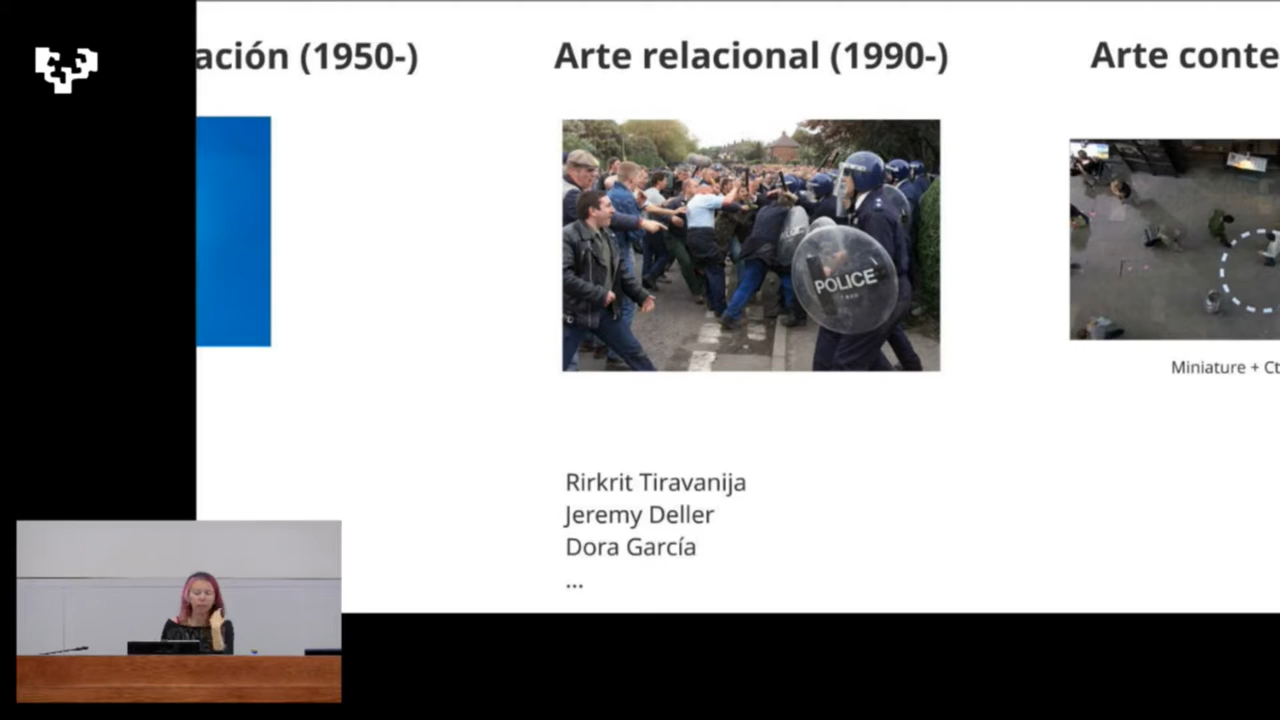 ación (1950-)
Arte relacional (1990-)
Arte conte
POLICE
Miniature + Ct
Rirkrit Tiravanija
Jeremy Deller
Dora García
...